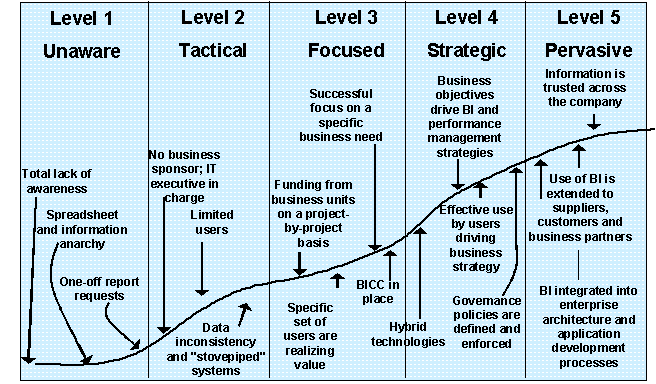 Level 1
Unaware
Level 2
Tactical
Level 3
Focused
Level 4
Strategic
Level 5
Pervasive
Total lack of
awareness
Spreadsheet
and information
anarchy
One-off report
requests
No business
sponsor; IT
executive in
charge
Limited
users
Data
inconsistency
and "stovepiped"
systems
Successful
focus on a
specific
business need
Funding from
business units
on a project-
by-project
basis
Specific
set of
users are
realizing
value
BICC in
place
Business
objectives
drive BI and
performance
management
strategies
Effective use
by users
driving
business
strategy
Hybrid
technologies
Governance
policies are
defined and
enforced
Information is
trusted across
the company
Use of BI is
extended to
suppliers,
customers and
business partners
BI integrated into
enterprise
architecture and
application
development
processes